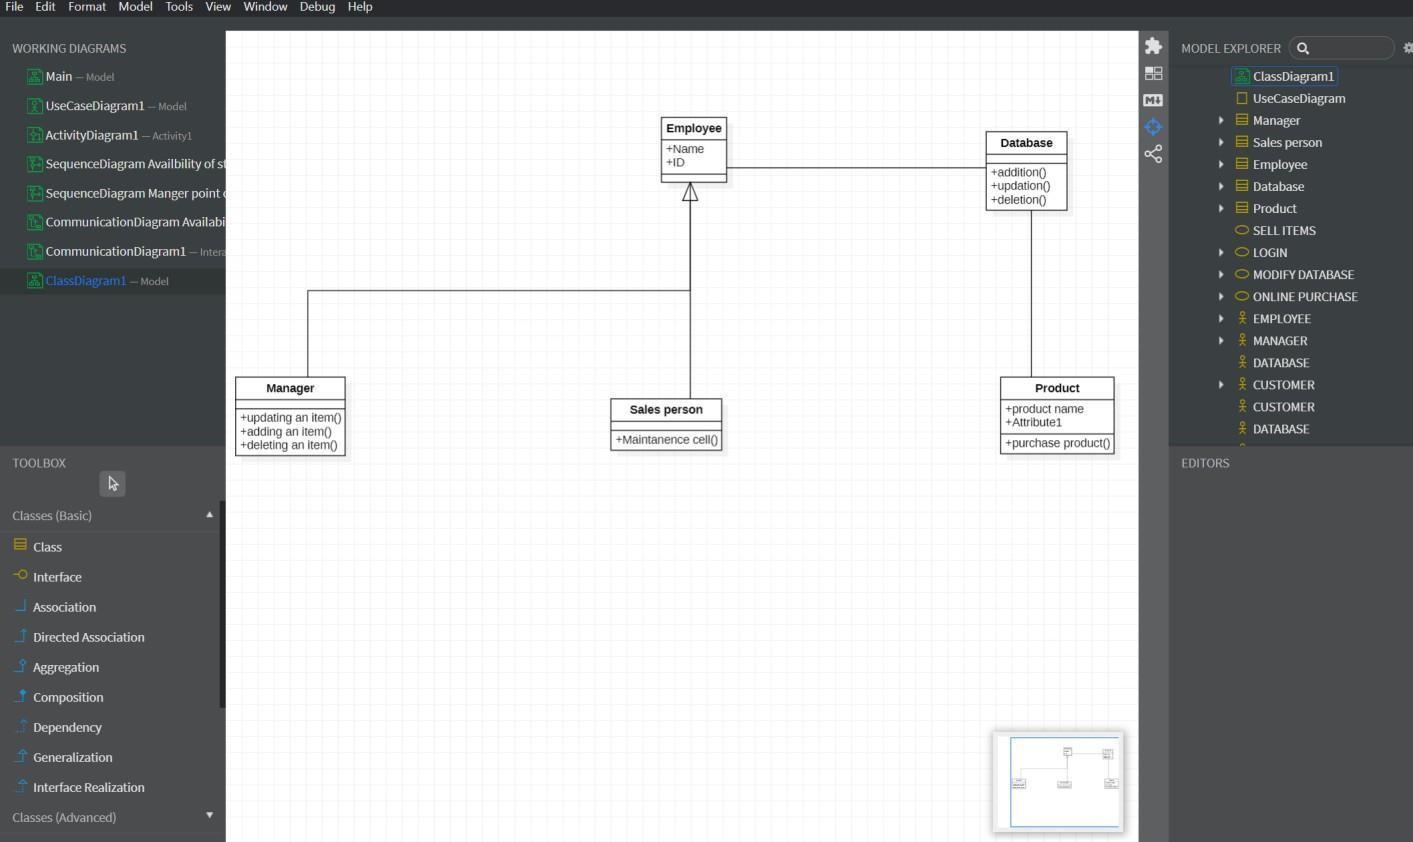 File Edit Format Model Tools View Window Debug Help
WORKING DIAGRAMS
Main — Model
UseCaseDiagram1 — Model
ActivityDiagram1 — Activity1
SequenceDiagram Availbility of st
SequenceDiagram Manger point o
CommunicationDiagram Availabi
CommunicationDiagram1 — Intera
ClassDiagram1 — Model
TOOLBOX
Classes (Basic)
Class
Interface
Association
Directed Association
Aggregation
Composition
Dependency
Generalization
Interface Realization
Classes (Advanced)
Employee
+Name
+ID
Database
+addition()
+updation()
+deletion()
Manager
+updating an item()
+adding an item()
+deleting an item()
Sales person
+Maintanence cell()
Product
+product name
+Attribute1
+purchase product()
M
MODEL EXPLORER
ClassDiagram1
UseCaseDiagram
Manager
Sales person
Employee
Database
Product
SELL ITEMS
LOGIN
MODIFY DATABASE
ONLINE PURCHASE
EMPLOYEE
MANAGER
DATABASE
CUSTOMER
CUSTOMER
DATABASE
EDITORS